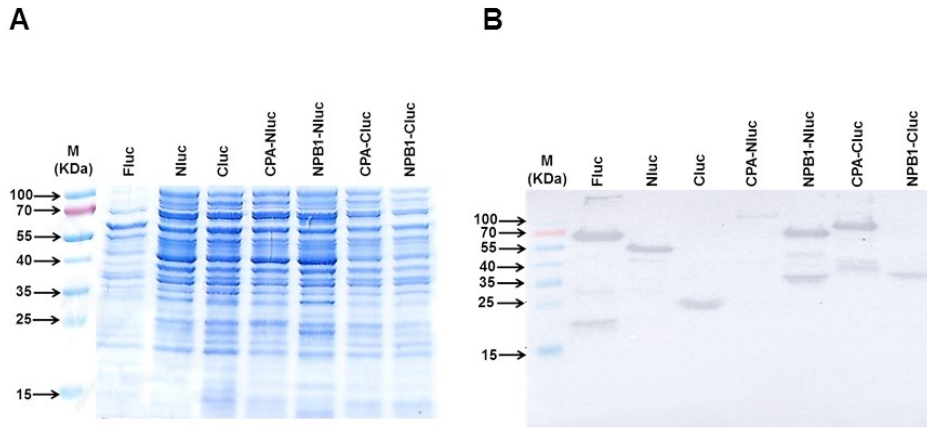 A
M
(KDa)
Fluc
Nluc
Cluc
CPA-Nluc
NPB1-Nluc
CPA-Cluc
NPB1-Cluc
100
70
55
40
35
25
15
B
M
(KDa)
Fluc
Nluc
Cluc
CPA-Nluc
NPB1-Nluc
CPA-Cluc
NPB1-Cluc
100
70
55
40
35
25
15